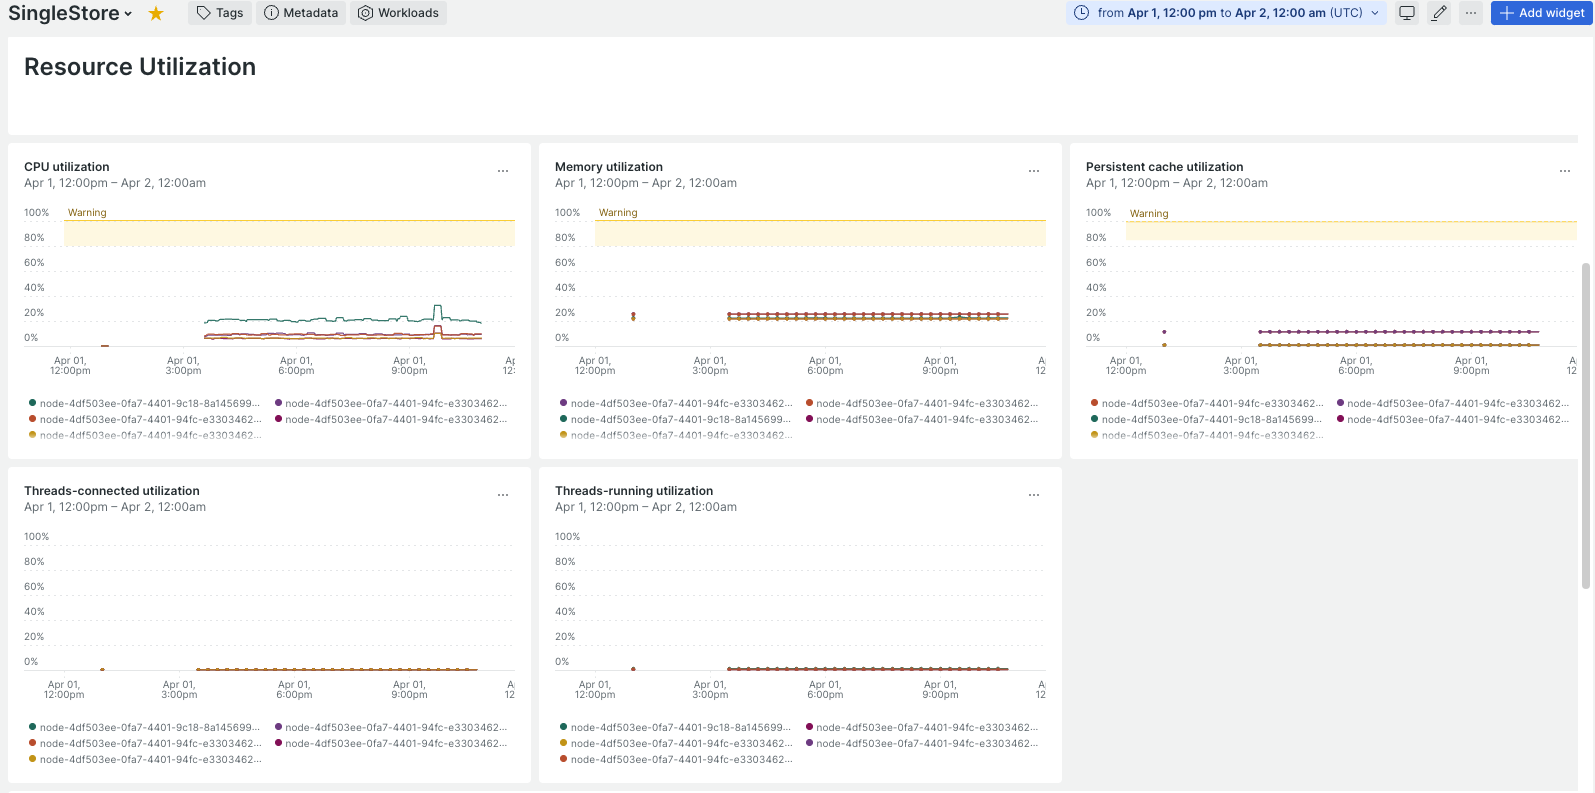 SingleStore
Tags
Metadata
Workloads
from Apr 1, 12:00 pm to Apr 2, 12:00 am (UTC)
Add widget
Resource Utilization
CPU utilization
Apr 1, 12:00pm – Apr 2, 12:00am
100%
Warning
80%
60%
40%
20%
0%
Apr 01, 12:00pm
Apr 01, 3:00pm
Apr 01, 6:00pm
Apr 01, 9:00pm
Ap
12:
node-4df503ee-0fa7-4401-9c18-8a145699...
node-4df503ee-0fa7-4401-94fc-e3303462...
node-4df503ee-0fa7-4401-94fc-e3303462...
node-4df503ee-0fa7-4401-94fc-e3303462...
node-4df503ee-0fa7-4401-94fc-e3303462...
Memory utilization
Apr 1, 12:00pm – Apr 2, 12:00am
100%
Warning
80%
60%
40%
20%
0%
Apr 01, 12:00pm
Apr 01, 3:00pm
Apr 01, 6:00pm
Apr 01, 9:00pm
A
12
node-4df503ee-0fa7-4401-94fc-e3303462...
node-4df503ee-0fa7-4401-94fc-e3303462...
node-4df503ee-0fa7-4401-9c18-8a145699...
node-4df503ee-0fa7-4401-94fc-e3303462...
node-4df503ee-0fa7-4401-94fc-e3303462...
Persistent cache utilization
Apr 1, 12:00pm – Apr 2, 12:00am
100%
Warning
80%
60%
40%
20%
0%
Apr 01, 12:00pm
Apr 01, 3:00pm
Apr 01, 6:00pm
Apr 01, 9:00pm
A
12
node-4df503ee-0fa7-4401-94fc-e3303462...
node-4df503ee-0fa7-4401-94fc-e3303462...
node-4df503ee-0fa7-4401-9c18-8a145699...
node-4df503ee-0fa7-4401-94fc-e3303462...
node-4df503ee-0fa7-4401-94fc-e3303462...
Threads-connected utilization
Apr 1, 12:00pm – Apr 2, 12:00am
100%
80%
60%
40%
20%
0%
Apr 01, 12:00pm
Apr 01, 3:00pm
Apr 01, 6:00pm
Apr 01, 9:00pm
A
12
node-4df503ee-0fa7-4401-9c18-8a145699...
node-4df503ee-0fa7-4401-94fc-e3303462...
node-4df503ee-0fa7-4401-94fc-e3303462...
node-4df503ee-0fa7-4401-94fc-e3303462...
node-4df503ee-0fa7-4401-94fc-e3303462...
Threads-running utilization
Apr 1, 12:00pm – Apr 2, 12:00am
100%
80%
60%
40%
20%
0%
Apr 01, 12:00pm
Apr 01, 3:00pm
Apr 01, 6:00pm
Apr 01, 9:00pm
A
12
node-4df503ee-0fa7-4401-9c18-8a145699...
node-4df503ee-0fa7-4401-94fc-e3303462...
node-4df503ee-0fa7-4401-94fc-e3303462...
node-4df503ee-0fa7-4401-94fc-e3303462...
node-4df503ee-0fa7-4401-94fc-e3303462...